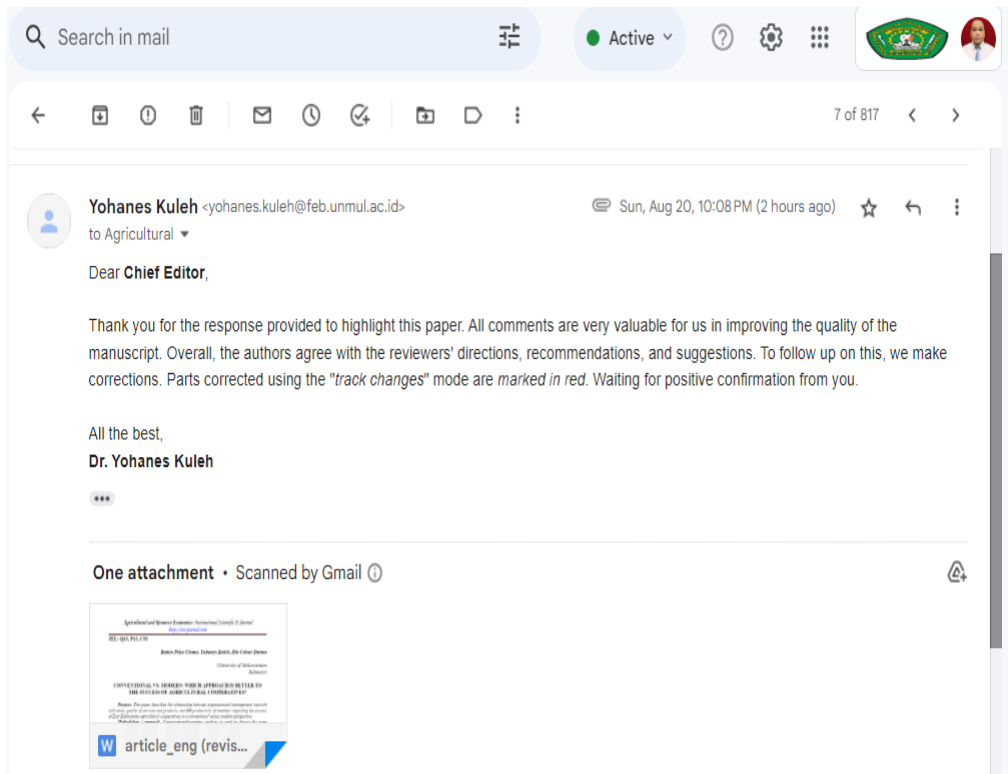 Search in mail
Active
7 of 817
Yohanes Kuleh <yohanes.kuleh@feb.unmul.ac.id>
Sun, Aug 20, 10:08 PM (2 hours ago)
to Agricultural
Dear Chief Editor,
Thank you for the response provided to highlight this paper. All comments are very valuable for us in improving the quality of the
manuscript. Overall, the authors agree with the reviewers' directions, recommendations, and suggestions. To follow up on this, we make
corrections. Parts corrected using the "track changes" mode are marked in red. Waiting for positive confirmation from you.
All the best,
Dr. Yohanes Kuleh
One attachment • Scanned by Gmail
Agricultural and Resource Economics: International Scientific E-Journal
CONVENTIONAL VS. MODERN: WHICH APPROACH IS BETTER TO
THE SUCCESS OF AGRICULTURAL COOPERATIVES?
W article_eng (revis...